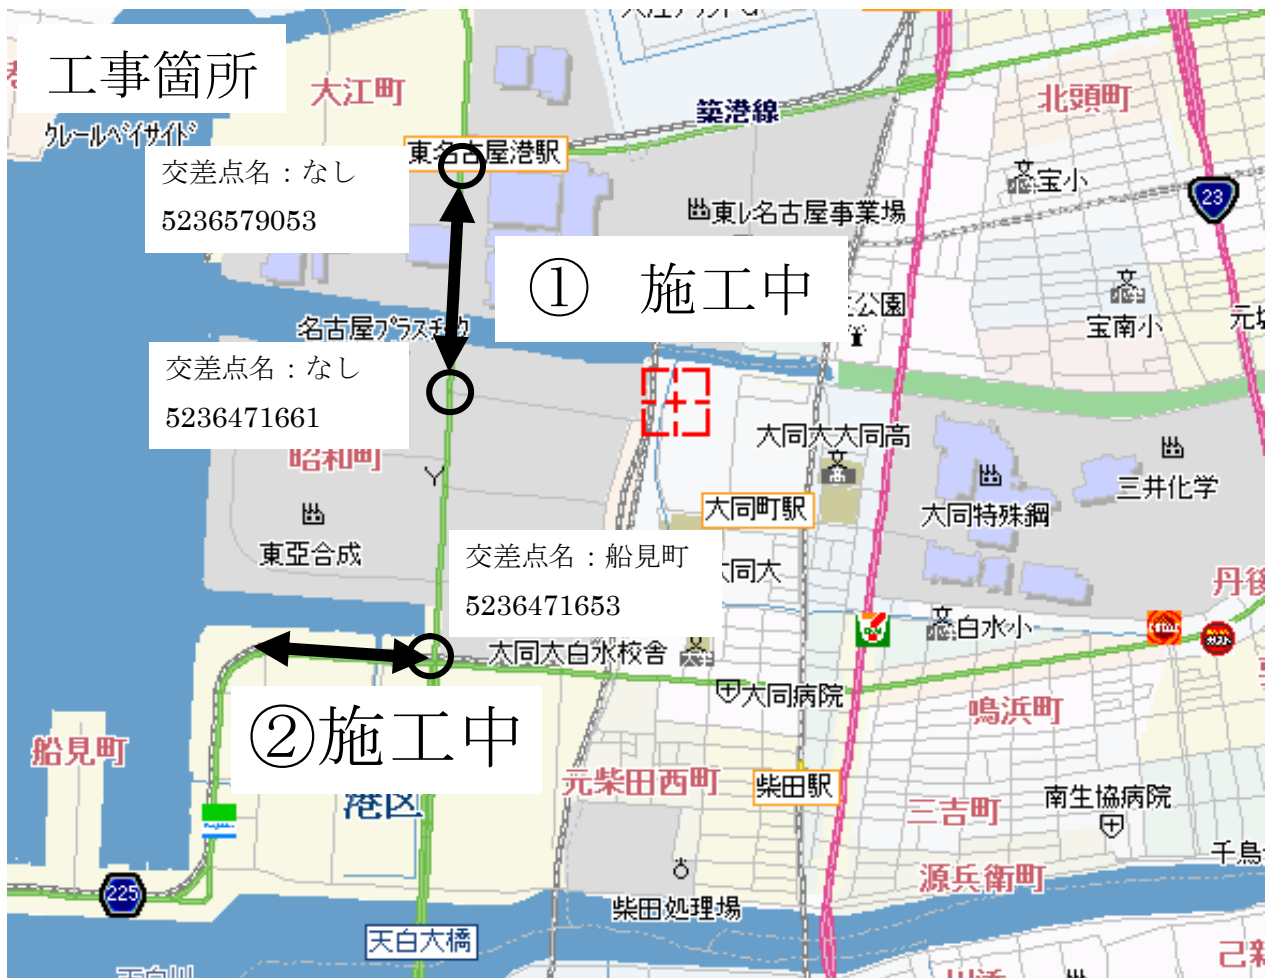 工事箇所
大江町
クレールベイサイド
築港線
北頭町
東名古屋港駅
交差点名：なし
5236579053
宝小
23
東レ名古屋事業場
① 施工中
公園
宝南小
名古屋プラスチック
交差点名：なし
5236471661
昭和町
大同大大同高
三井化学
大同特殊鋼
大同町駅
東亞合成
交差点名：船見町
5236471653
同大
丹後
白水小
大同大白水校舎
大同病院
②施工中
鳴浜町
船見町
元柴田西町
柴田駅
港区
三吉町
南生協病院
千鳥
225
源兵衛町
柴田処理場
天白大橋
天白川